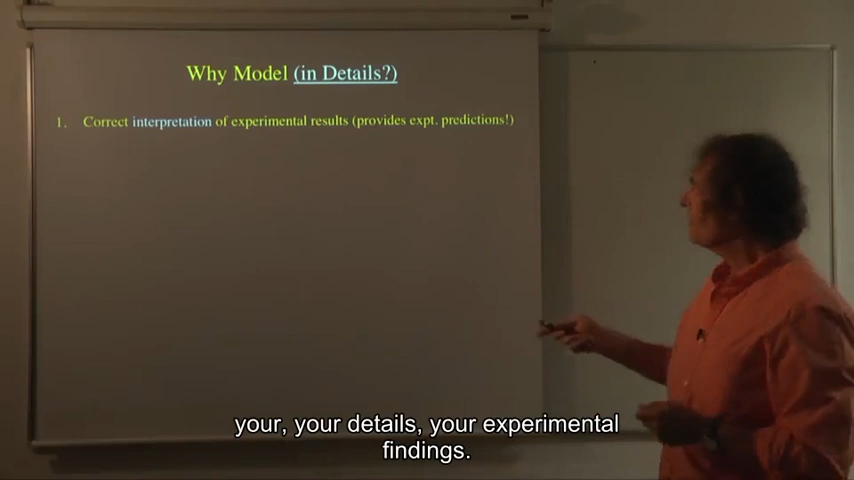 Why Model (in Details?)
1. Correct interpretation of experimental results (provides expt. predictions!)
your, your details, your experimental
findings.